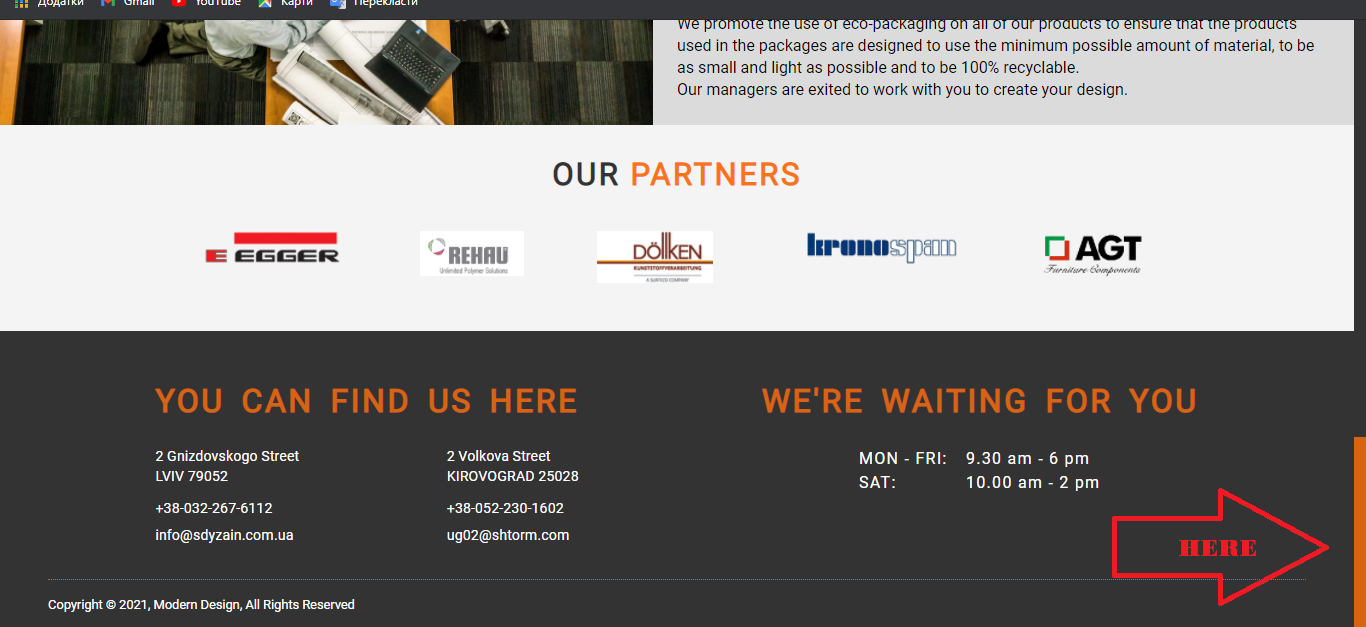 Додатки Gmail YouTube Карти Перекласти
We promote the use of eco-packaging on all of our products to ensure that the products
used in the packages are designed to use the minimum possible amount of material, to be
as small and light as possible and to be 100% recyclable.
Our managers are exited to work with you to create your design.
OUR PARTNERS
E EGGER
REHAU
Unlimited Polymer Solutions
DÖLLKEN
KUNSTSTOFFVERARBEITUNG
A SURTECO COMPANY
kronospan
AGT
Furniture Components
YOU CAN FIND US HERE
2 Gnizdovskogo Street
LVIV 79052
+38-032-267-6112
info@sdyzain.com.ua
2 Volkova Street
KIROVOGRAD 25028
+38-052-230-1602
ug02@shtorm.com
WE'RE WAITING FOR YOU
MON - FRI: 9.30 am - 6 pm
SAT: 10.00 am - 2 pm
HERE
Copyright © 2021, Modern Design, All Rights Reserved